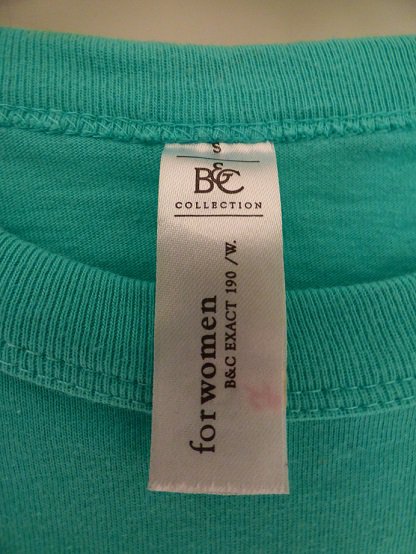 S
B&C
COLLECTION
for women
B&C EXACT 190 /W.